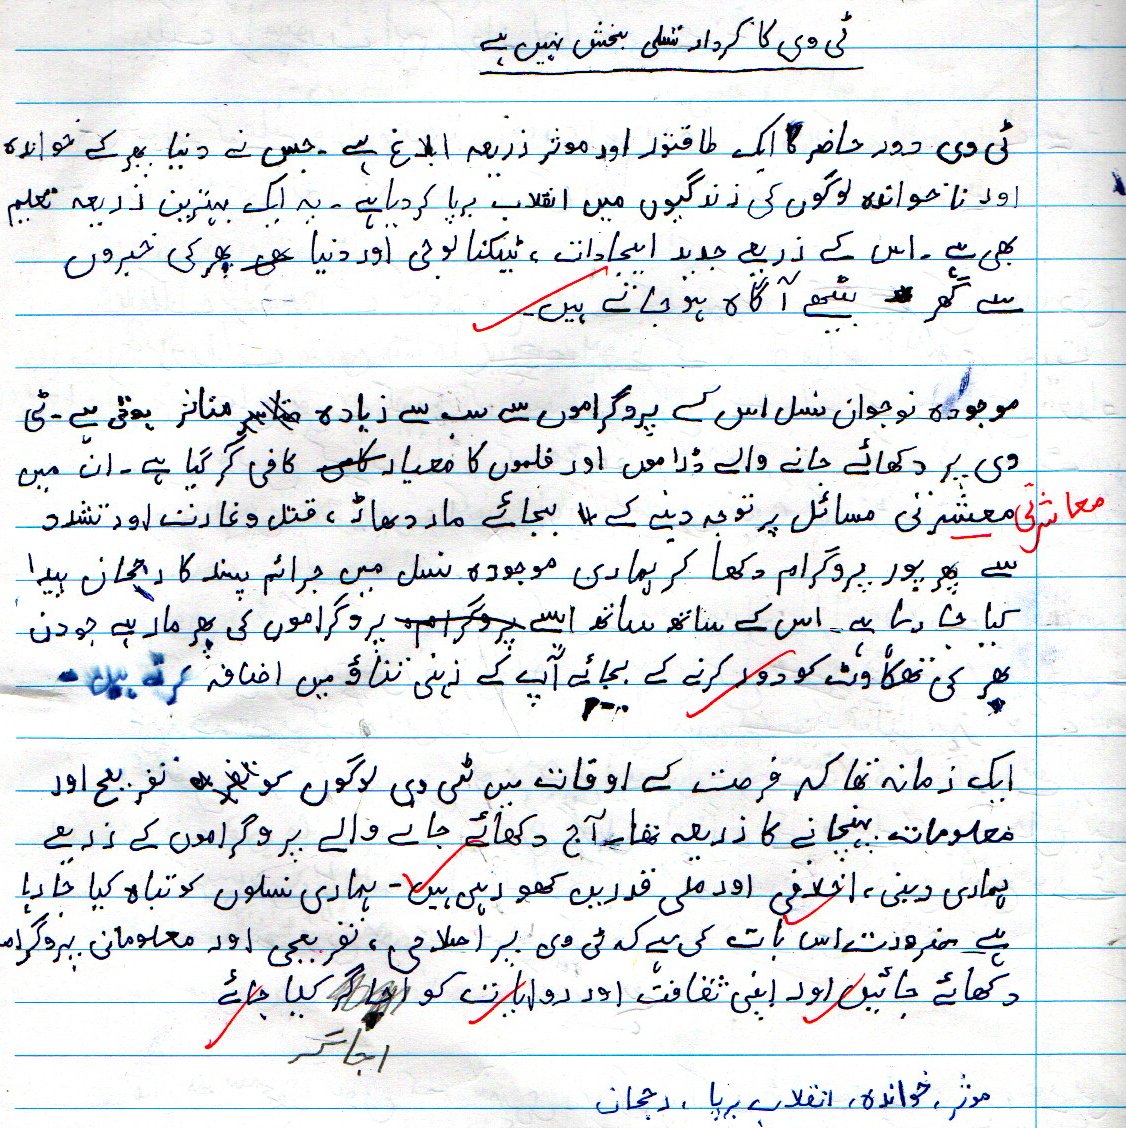 ٹی وی کا کردار تسلی بخش نہیں ہے
ٹی وی دور حاضر کا ایک طاقتور اور موثر ذریعہ ابلاغ ہے ۔ جس نے دنیا بھر کے خواندہ
اور نا خواندہ لوگوں کی زندگیوں میں انقلاب برپا کردیا ہے ۔ یہ ایک بہترین ذریعہ تعلیم
بھی ہے ۔ اس کے ذریعے جدید ایجادات ، ٹیکنالوجی اور دنیا بھر کی خبروں
سے گھر بیٹھے آگاہ ہو جاتے ہیں ۔
موجودہ نوجوان نسل اس کے پروگراموں سے سب سے زیادہ متاثر ہوتی ہے ۔ ٹی
وی پر دکھائے جانے والے ڈراموں اور فلموں کا معیار کافی گر گیا ہے ۔ ان میں
معشرتی معاشرتی مسائل پر توجہ دینے کے بجائے مار دھاڑ ، قتل و غارت اور تشدد
سے بھر پور پروگرام دکھا کر ہماری موجودہ نسل میں جرائم پسند کا رجحان پیدا
کیا جا رہا ہے ۔ اس کے ساتھ ساتھ ایسے پروگرام پروگراموں کی بھر مار ہے جو دن
بھر کی تھکاوٹ کو دور کرنے کے بجائے آپ کے ذہنی تناؤ میں اضافہ کرتے ہیں ۔
ایک زمانہ تھا کہ فرصت کے اوقات میں ٹی وی لوگوں کو تفریح اور
معلومات پہنچانے کا ذریعہ تھا ۔ آج دکھائے جانے والے پروگراموں کے ذریعے
ہماری دینی ، اخلاقی اور ملی قدریں کھو رہی ہیں ۔ ہماری نسلوں کو تباہ کیا جا رہا
ہے ضرورت اس بات کی ہے کہ ٹی وی پر اصلاحی ، تفریحی اور معلوماتی پروگرام
دکھائے جائیں اور اپنی ثقافت اور روایات کو اجاگر کیا جائے
اجاگر
موثر ، خواندہ ، انقلاب برپا ، رجحان